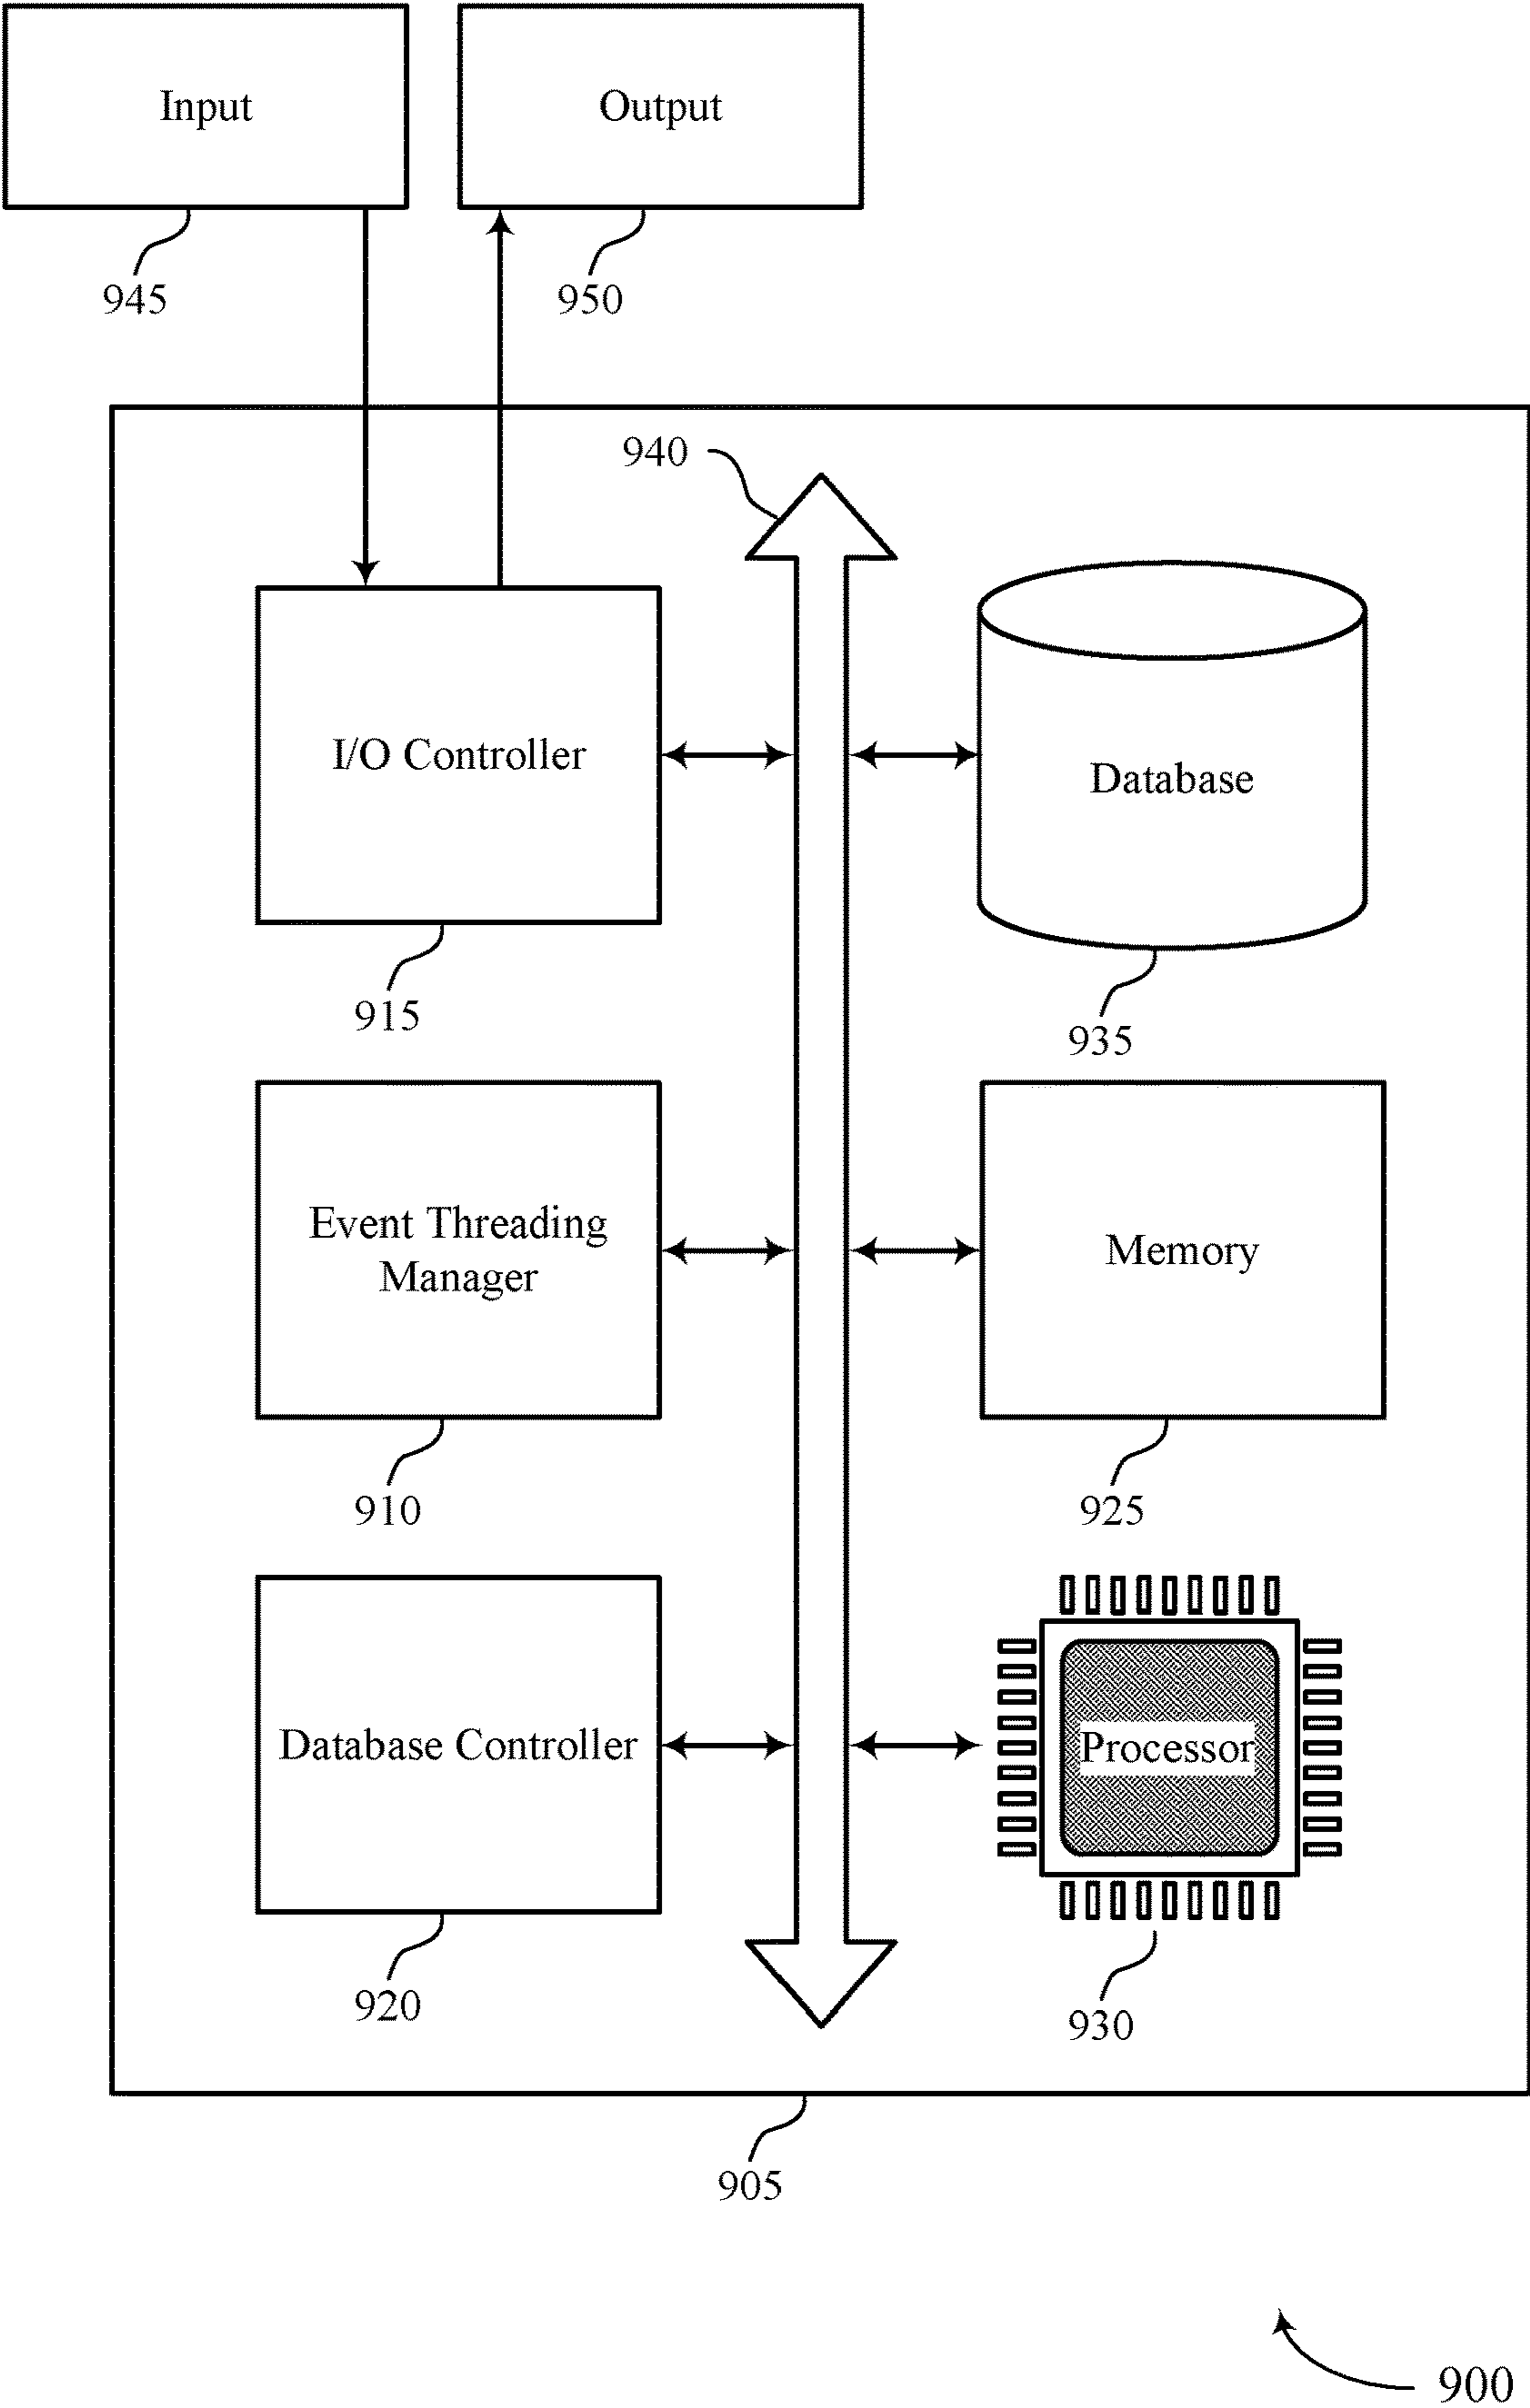 Input
Output
945
950
940
I/O Controller
Database
915
935
Event Threading
Manager
Memory
910
925
Database Controller
Processor
920
930
905
900